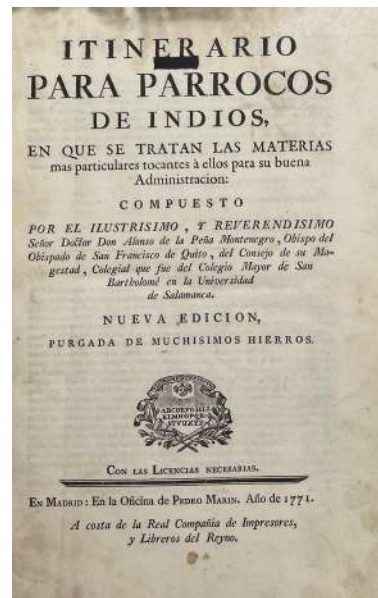 ITINERARIO
PARA PARROCOS
DE INDIOS,
EN QUE SE TRATAN LAS MATERIAS
mas particulares tocantes à ellos para su buena
Administracion:
COMPUESTO
POR EL ILUSTRISIMO, Y REVERENDISIMO
Señor Doctor Don Alonso de la Peña Montenegro, Obispo del
Obispado de San Francisco de Quito, del Consejo de su Ma-
gestad, Colegial que fue del Colegio Mayor de San
Bartholomé en la Universidad
de Salamanca.
NUEVA EDICION,
PURGADA DE MUCHISIMOS HIERROS.
ABCDEFGHIJ
KLMNOPQR
STVUXYZ
CON LAS LICENCIAS NECESARIAS.
EN MADRID: En la Oficina de PEDRO MARIN. Año de 1771.
A costa de la Real Compañia de Impresores,
y Libreros del Reyno.